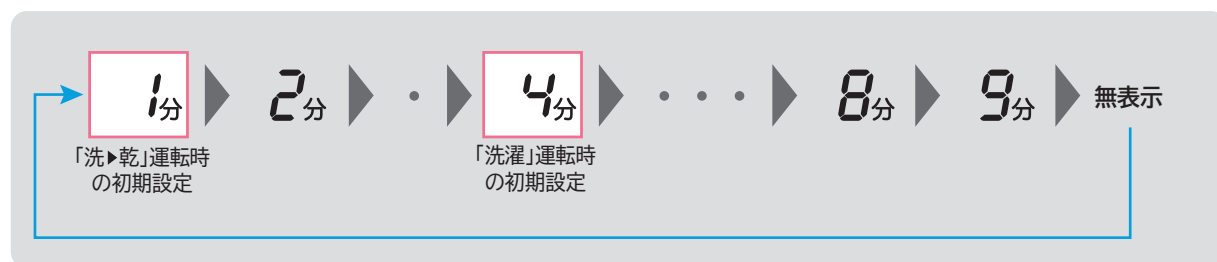 1分 2分 ・ 4分 ・・・ 8分 9分 無表示
「洗▶乾」運転時
の初期設定
「洗濯」運転時
の初期設定